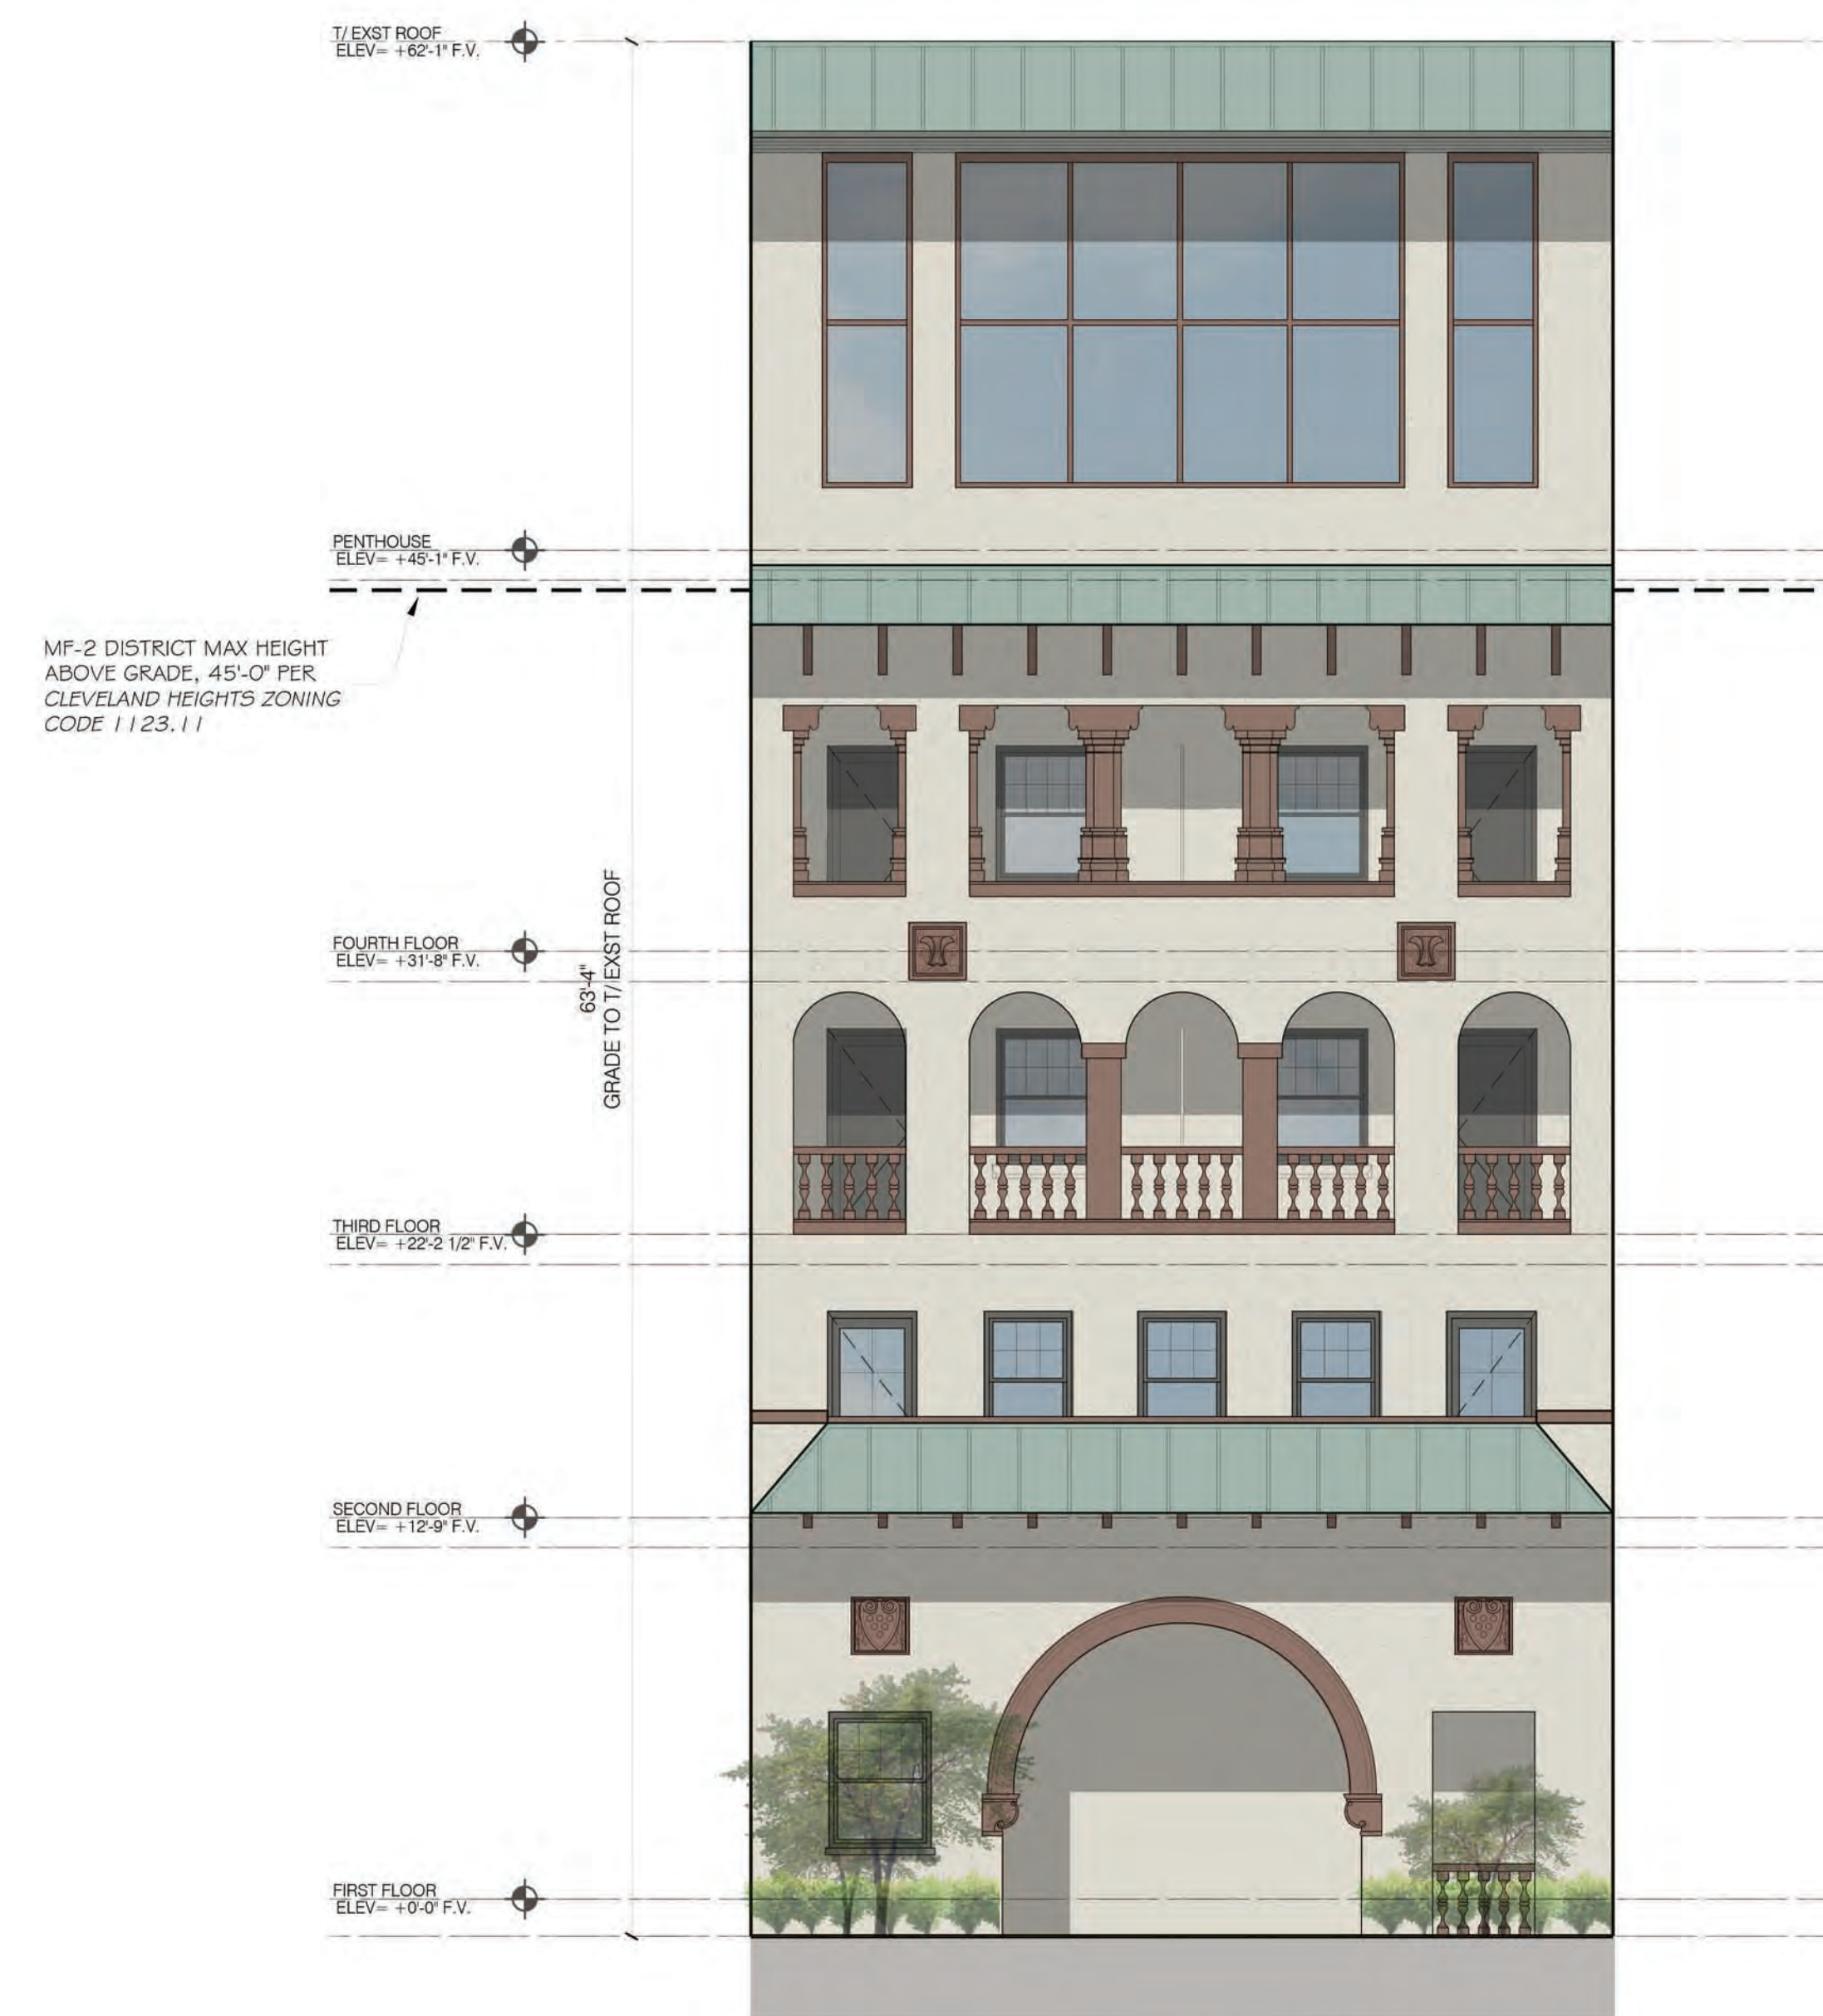 T/ EXST ROOF
ELEV= +62'-1" F.V.
PENTHOUSE
ELEV= +45'-1" F.V.
MF-2 DISTRICT MAX HEIGHT
ABOVE GRADE, 45'-0" PER
CLEVELAND HEIGHTS ZONING
CODE 1123.11
FOURTH FLOOR
ELEV= +31'-8" F.V.
63'-4"
GRADE TO T/ EXST ROOF
THIRD FLOOR
ELEV= +22'-2 1/2" F.V.
SECOND FLOOR
ELEV= +12'-9" F.V.
FIRST FLOOR
ELEV= +0'-0" F.V.